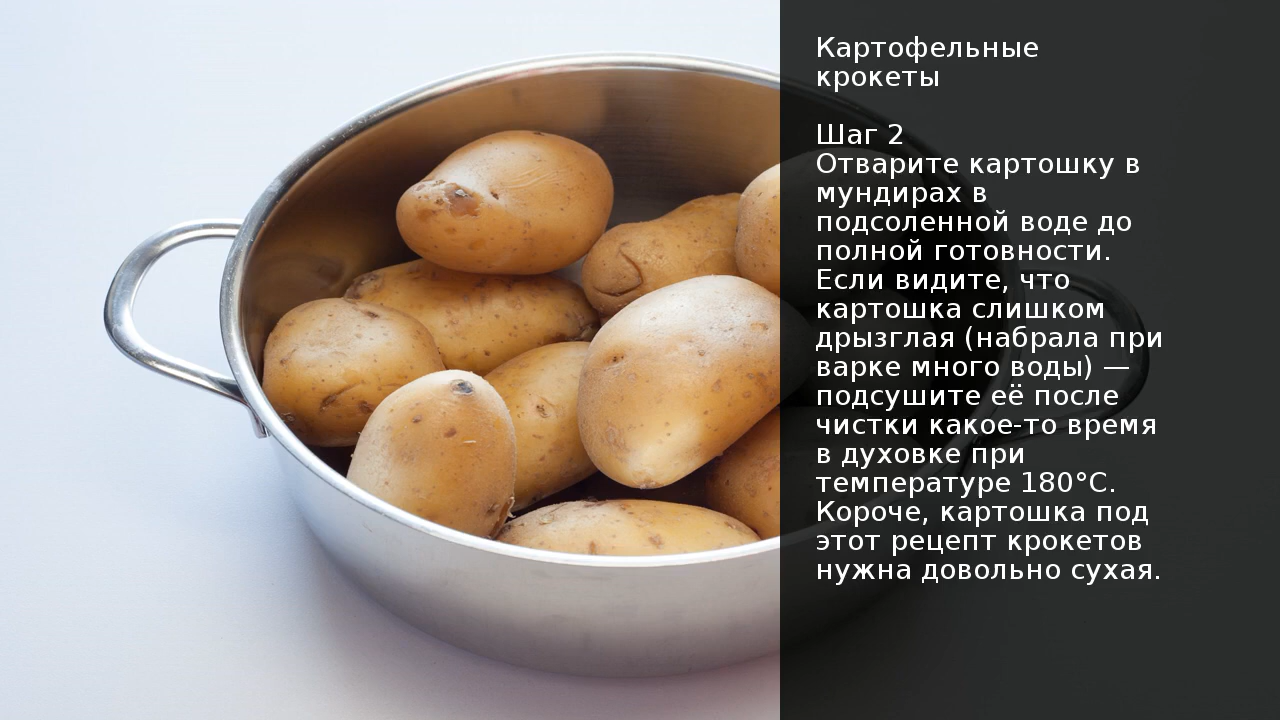 Картофельные
крокеты
Шаг 2
Отварите картошку в
мундирах в
подсоленной воде до
полной готовности.
Если видите, что
картошка слишком
дрызглая (набрала при
варке много воды) —
подсушите её после
чистки какое-то время
в духовке при
температуре 180°С.
Короче, картошка под
этот рецепт крокетов
нужна довольно сухая.